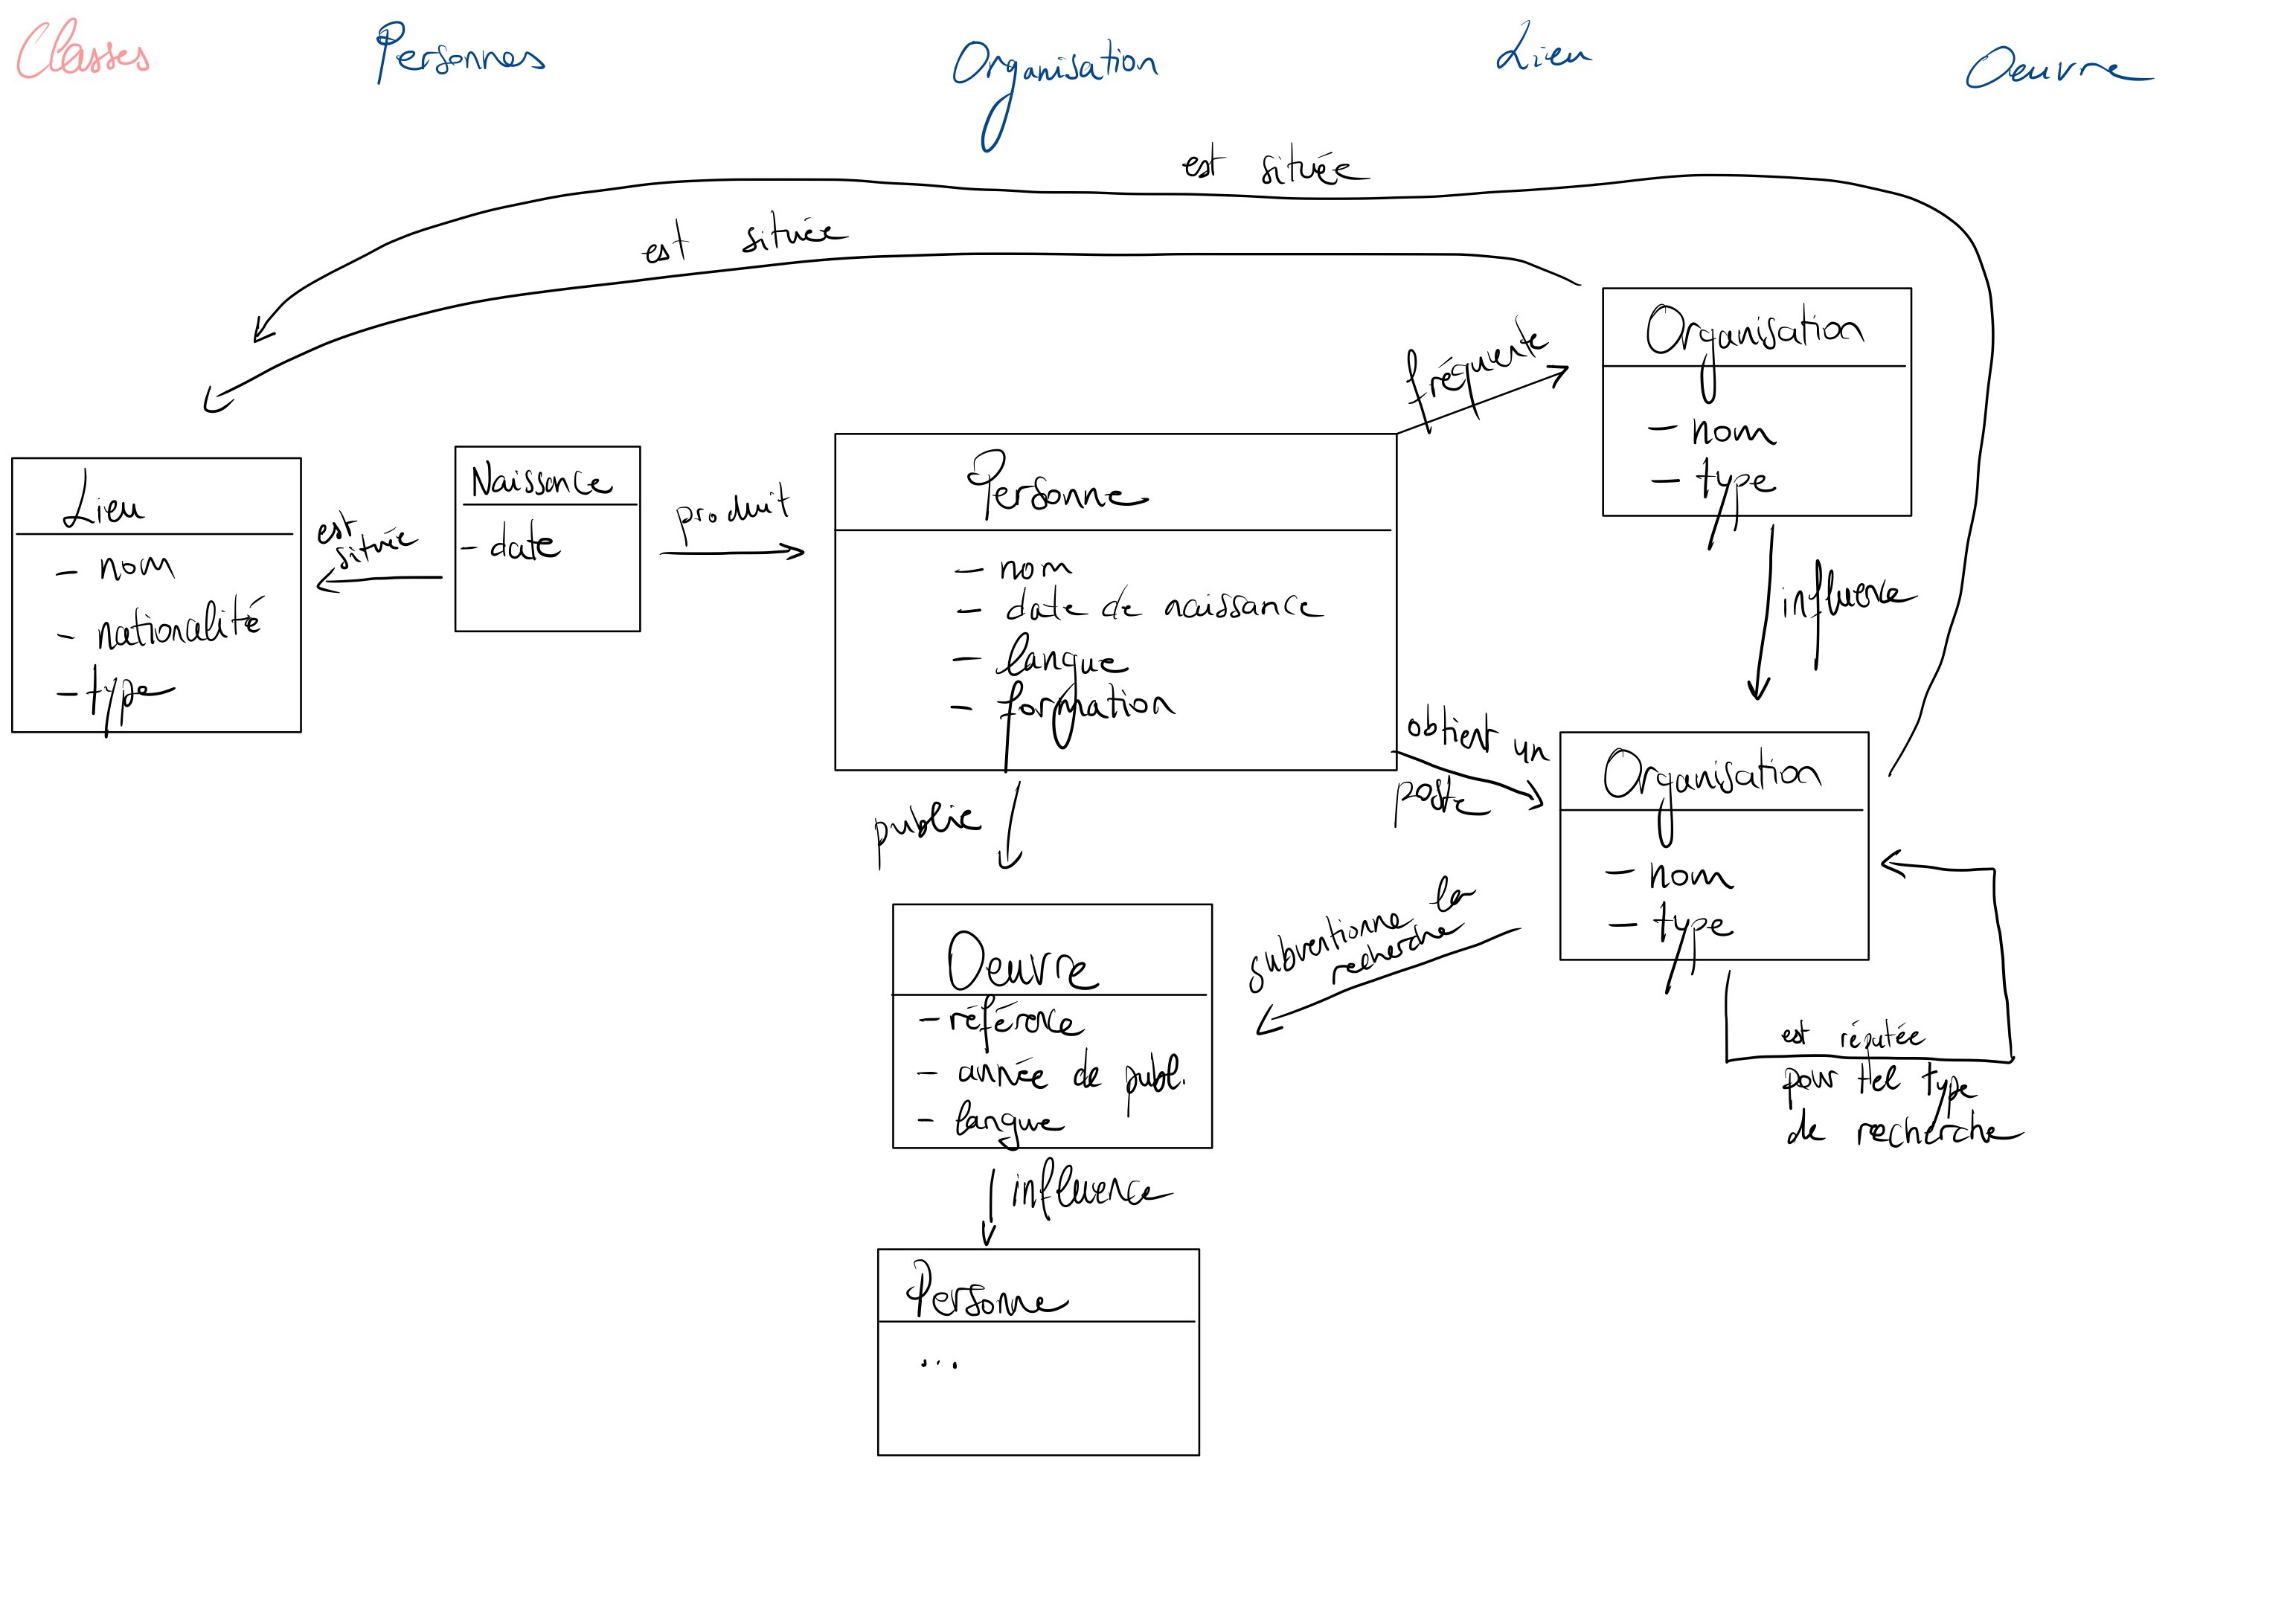 Classes
Personnes
Organisation
Lieu
Oeuvre
est située
est située
Lieu
- nom
- nationalité
- type
est
située
Naissance
- date
produit
Personne
- nom
- date de naissance
- langue
- formation
fréquente
Organisation
- nom
- type
influence
obtient un
poste
Organisation
- nom
- type
est réputée
pour tel type
de recherche
subventionne la
recherche
publie
Oeuvre
- référence
- année de publ.
- langue
influence
Personne
...